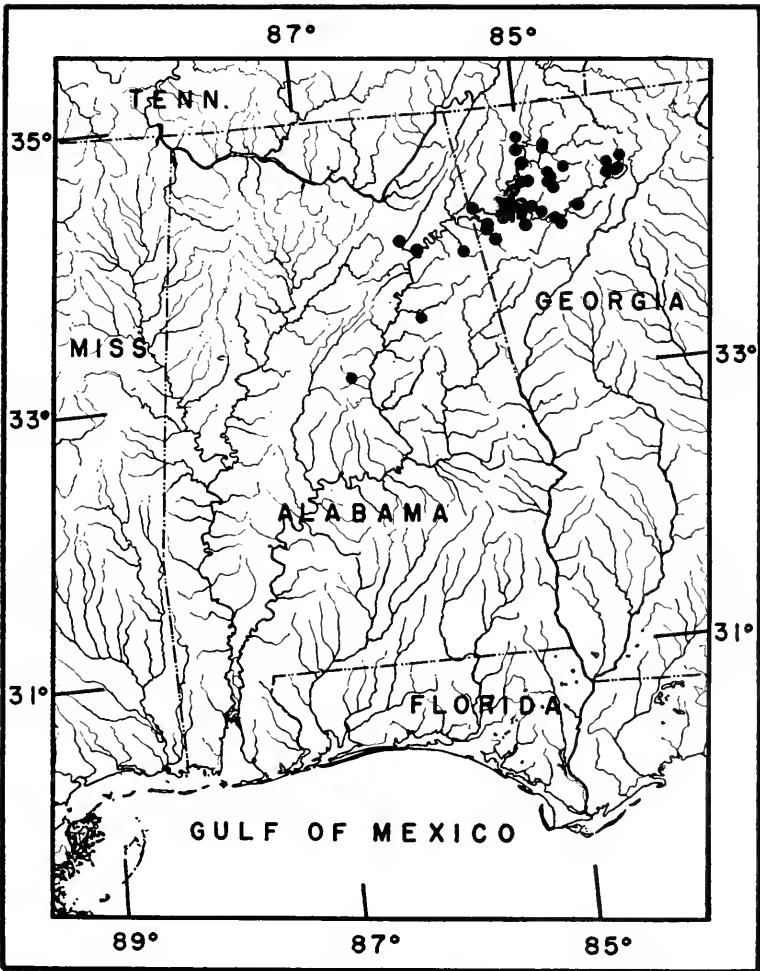 87° 85°
TENN.
35°
GEORGIA
MISS.
33°
33°
ALABAMA
31°
31°
FLORIDA
GULF OF MEXICO
89° 87° 85°